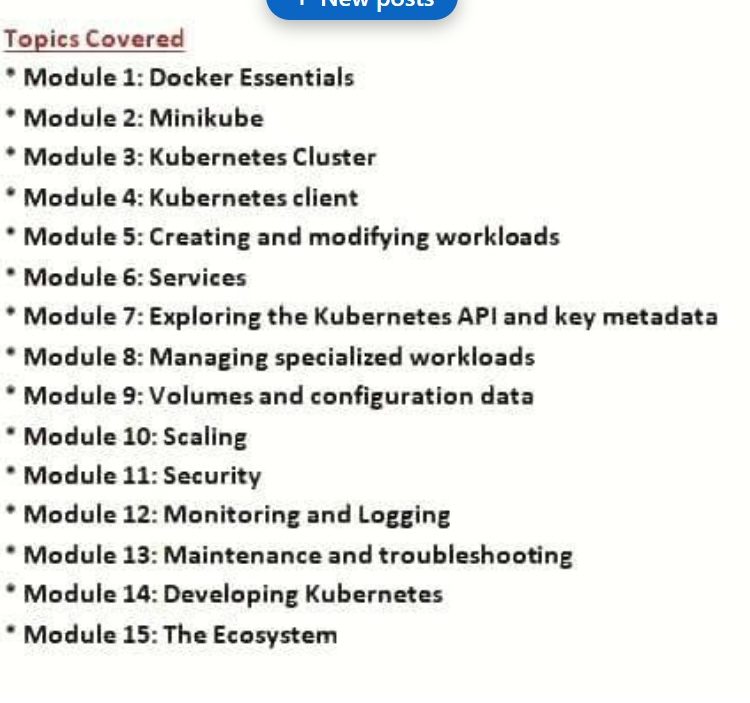 New posts
Topics Covered
* Module 1: Docker Essentials
* Module 2: Minikube
* Module 3: Kubernetes Cluster
* Module 4: Kubernetes client
* Module 5: Creating and modifying workloads
* Module 6: Services
* Module 7: Exploring the Kubernetes API and key metadata
* Module 8: Managing specialized workloads
* Module 9: Volumes and configuration data
* Module 10: Scaling
* Module 11: Security
* Module 12: Monitoring and Logging
* Module 13: Maintenance and troubleshooting
* Module 14: Developing Kubernetes
* Module 15: The Ecosystem